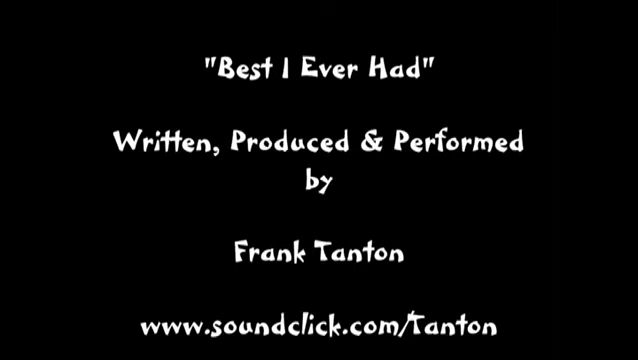 "Best I Ever Had"
Written, Produced & Performed
by
Frank Tanton
www.soundclick.com/Tanton